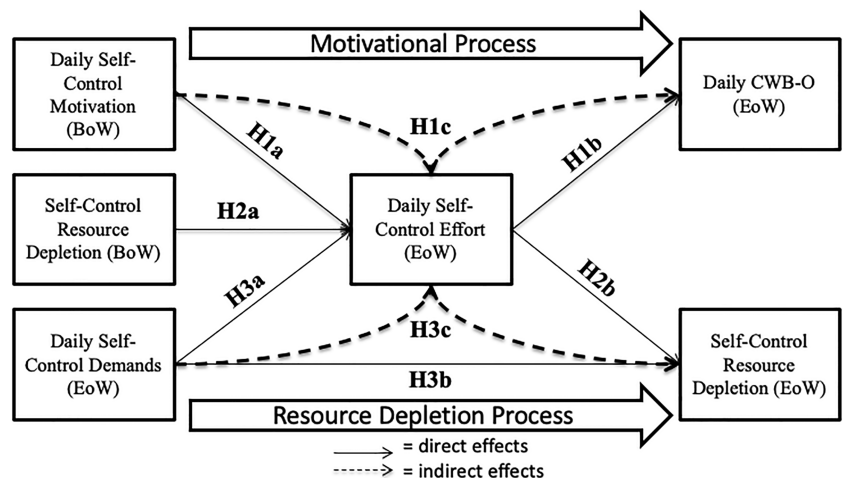 Motivational Process
Daily Self-
Control
Motivation
(BoW)
Daily CWB-O
(EoW)
H1c
H1a
H1b
Self-Control
Resource
Depletion (BoW)
H2a
Daily Self-
Control Effort
(EoW)
H3a
H2b
Daily Self-
Control Demands
(EoW)
H3c
H3b
Self-Control
Resource
Depletion (EoW)
Resource Depletion Process
= direct effects
= indirect effects